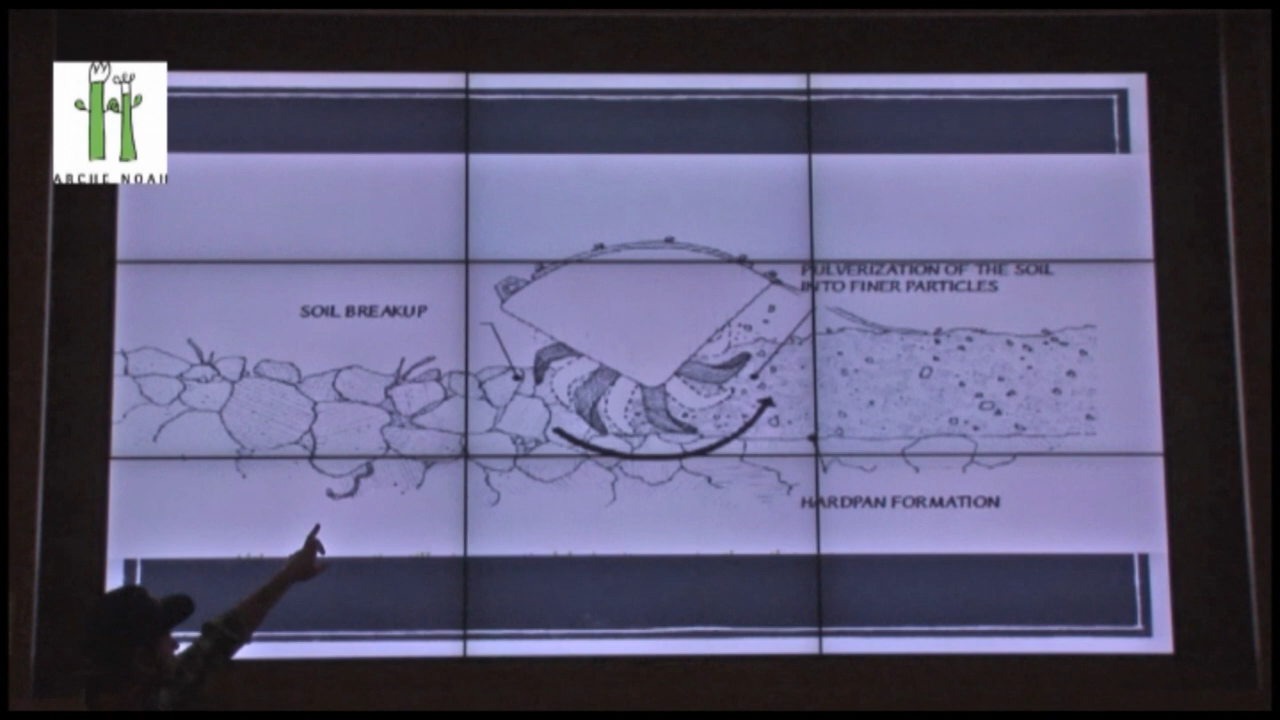 ARCHE NOAH
SOIL BREAKUP
PULVERIZATION OF THE SOIL
INTO FINER PARTICLES
HARDPAN FORMATION